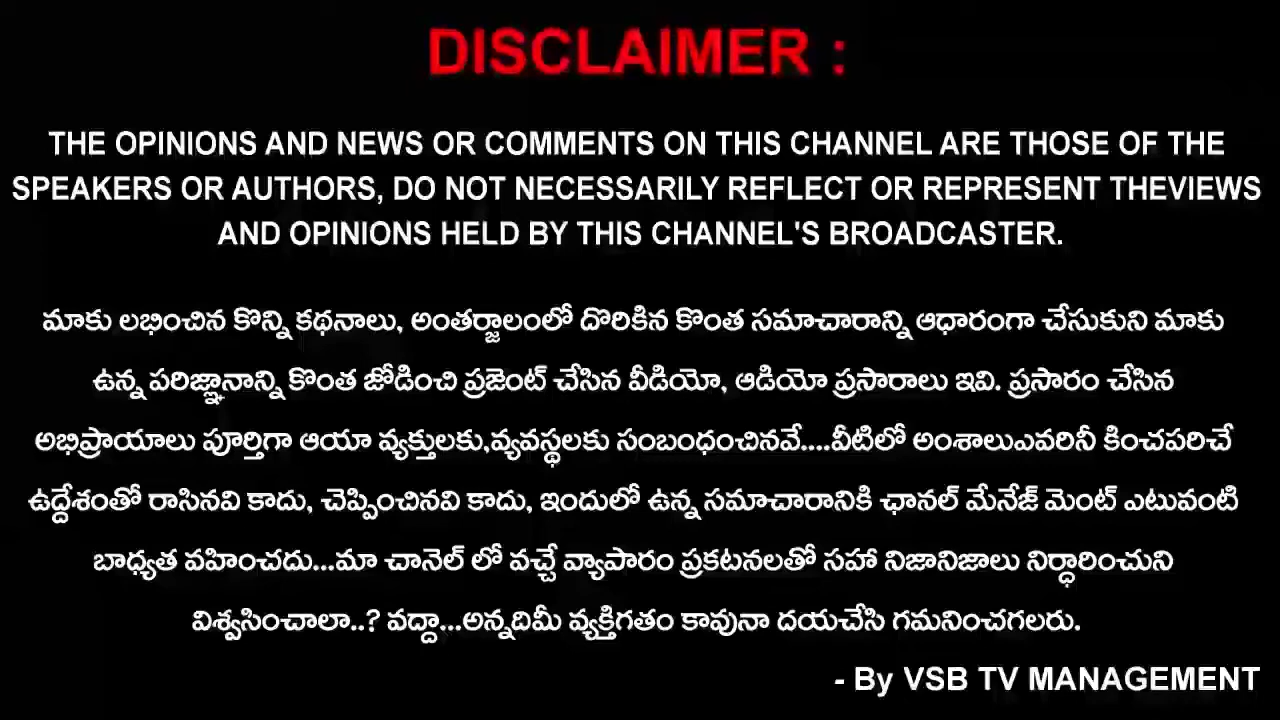 DISCLAIMER :
THE OPINIONS AND NEWS OR COMMENTS ON THIS CHANNEL ARE THOSE OF THE
SPEAKERS OR AUTHORS, DO NOT NECESSARILY REFLECT OR REPRESENT THEVIEWS
AND OPINIONS HELD BY THIS CHANNEL'S BROADCASTER.
మాకు లభించిన కొన్ని కథనాలు, అంతర్జాలంలో దొరికిన కొంత సమాచారాన్ని ఆధారంగా చేసుకుని మాకు
ఉన్న పరిజ్ఞానాన్ని కొంత జోడించి ప్రజెంట్ చేసిన వీడియో, ఆడియో ప్రసారాలు ఇవి. ప్రసారం చేసిన
అభిప్రాయాలు పూర్తిగా ఆయా వ్యక్తులకు,వ్యవస్థలకు సంబంధంచినవే....వీటిలో అంశాలుఎవరినీ కించపరిచే
ఉద్దేశంతో రాసినవి కాదు, చెప్పించినవి కాదు, ఇందులో ఉన్న సమాచారానికి ఛానల్ మేనేజ్ మెంట్ ఎటువంటి
బాధ్యత వహించదు...మా చానెల్ లో వచ్చే వ్యాపారం ప్రకటనలతో సహా నిజానిజాలు నిర్ధారించుని
విశ్వసించాలా..? వద్దా...అన్నదిమీ వ్యక్తిగతం కావునా దయచేసి గమనించగలరు.
- By VSB TV MANAGEMENT